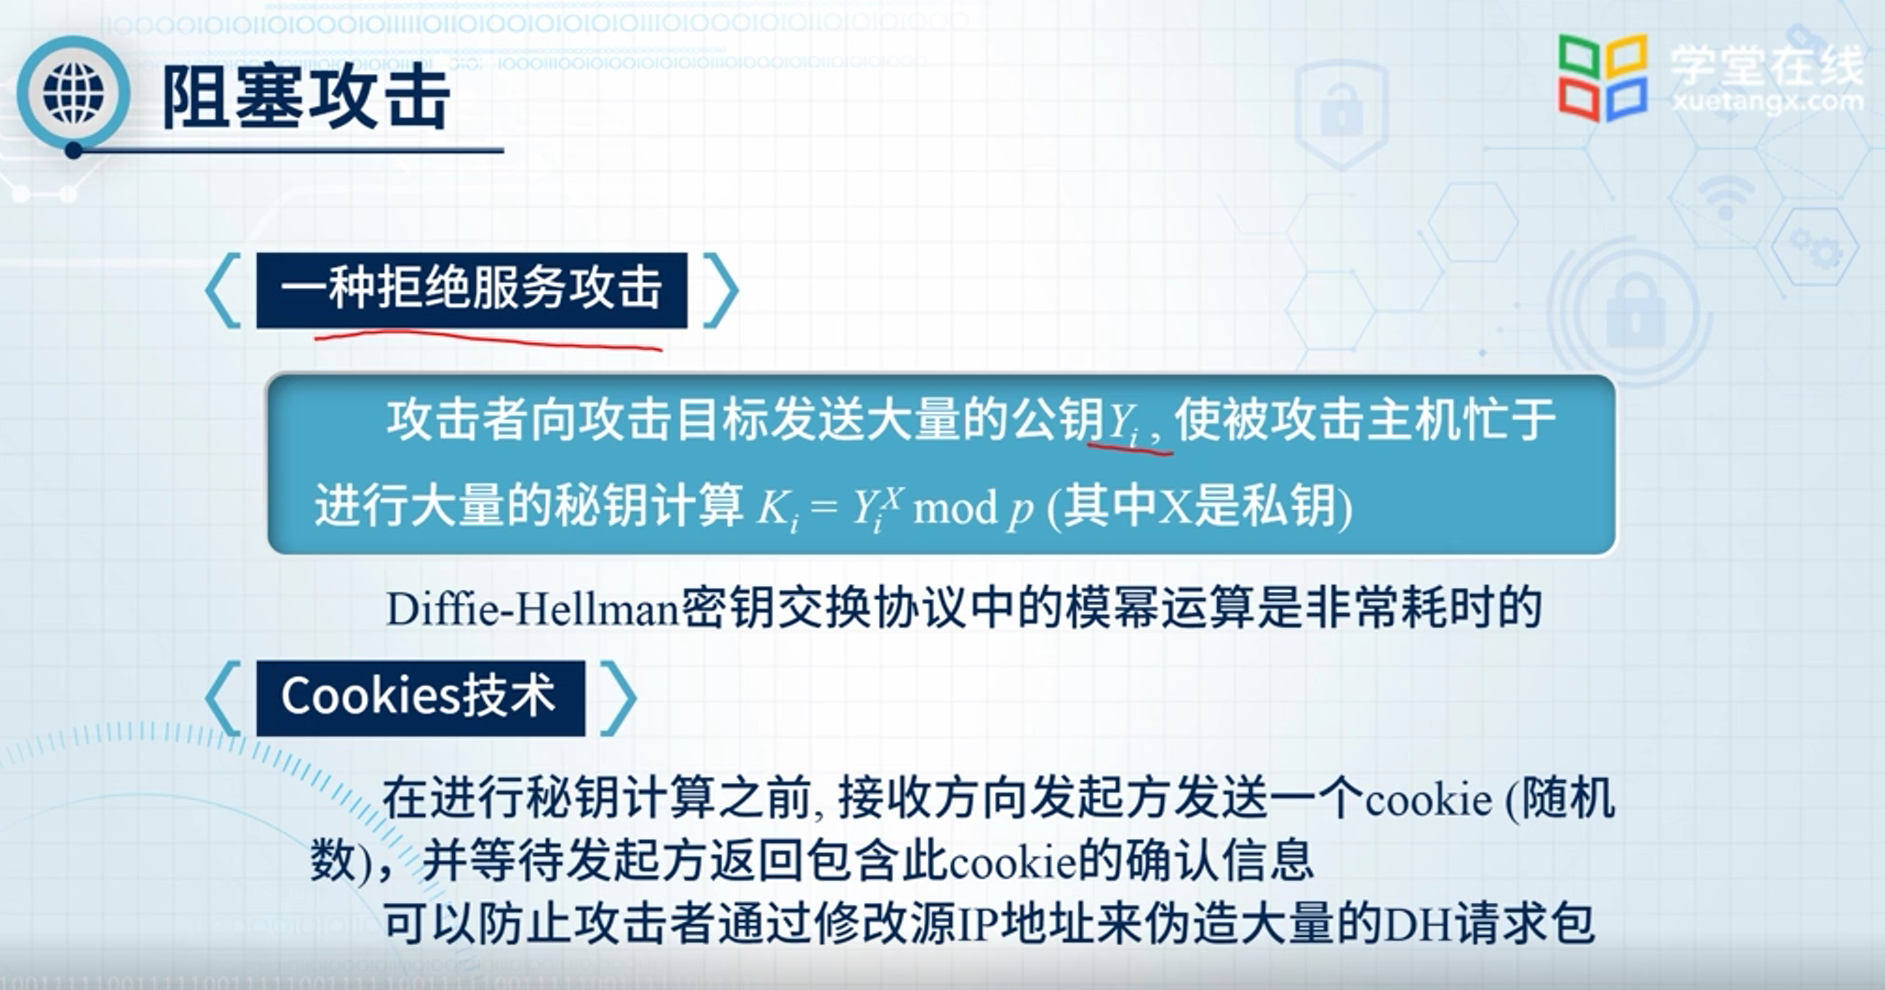 阻塞攻击
学堂在线
xuetangx.com
一种拒绝服务攻击
攻击者向攻击目标发送大量的公钥Yi, 使被攻击主机忙于
进行大量的秘钥计算 Ki = Yi^X mod p (其中X是私钥)
Diffie-Hellman密钥交换协议中的模幂运算是非常耗时的
Cookies技术
在进行秘钥计算之前, 接收方向发起方发送一个cookie (随机
数)，并等待发起方返回包含此cookie的确认信息
可以防止攻击者通过修改源IP地址来伪造大量的DH请求包